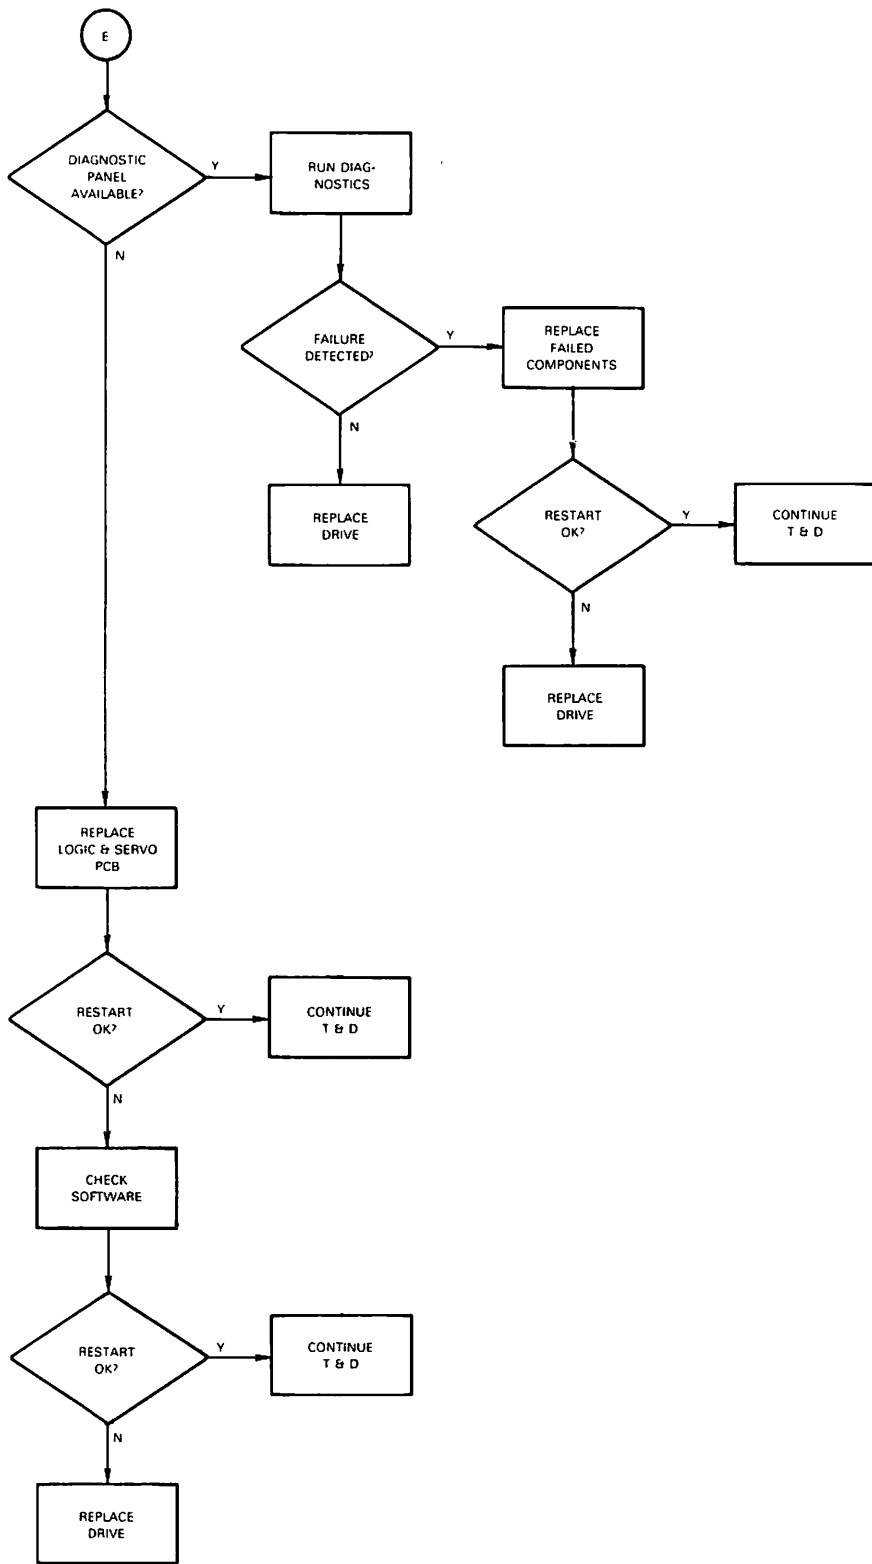 E
DIAGNOSTIC
PANEL
AVAILABLE?
Y
RUN DIAG-
NOSTICS
N
FAILURE
DETECTED?
Y
REPLACE
FAILED
COMPONENTS
N
REPLACE
DRIVE
RESTART
OK?
Y
CONTINUE
T & D
N
REPLACE
DRIVE
REPLACE
LOGIC & SERVO
PCB
RESTART
OK?
Y
CONTINUE
T & D
N
CHECK
SOFTWARE
RESTART
OK?
Y
CONTINUE
T & D
N
REPLACE
DRIVE